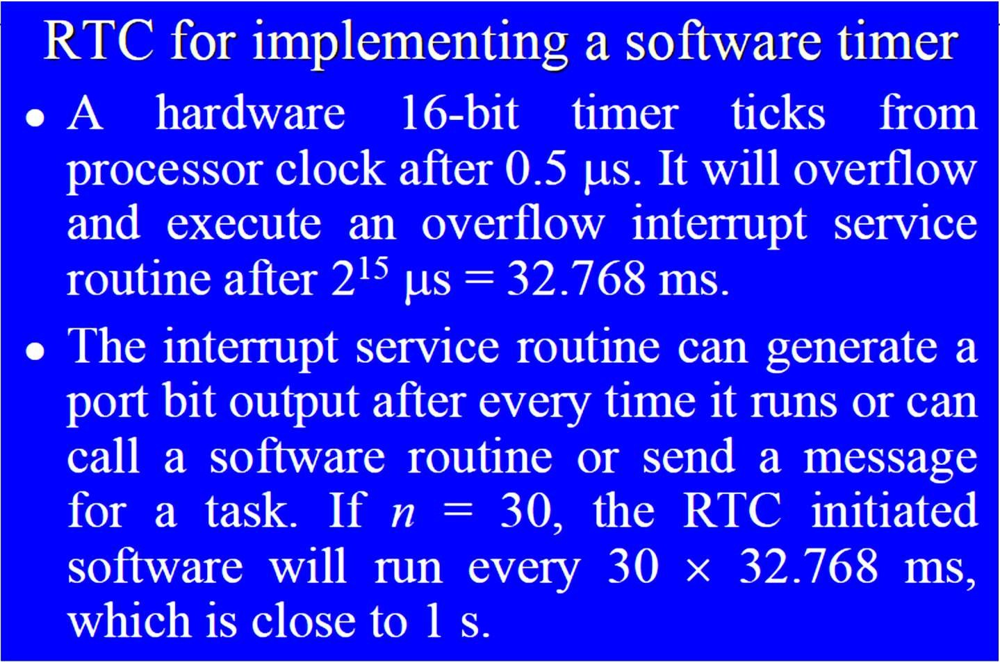 RTC for implementing a software timer
• A hardware 16-bit timer ticks from
processor clock after 0.5 μs. It will overflow
and execute an overflow interrupt service
routine after 2¹⁵ μs = 32.768 ms.
• The interrupt service routine can generate a
port bit output after every time it runs or can
call a software routine or send a message
for a task. If n = 30, the RTC initiated
software will run every 30 × 32.768 ms,
which is close to 1 s.